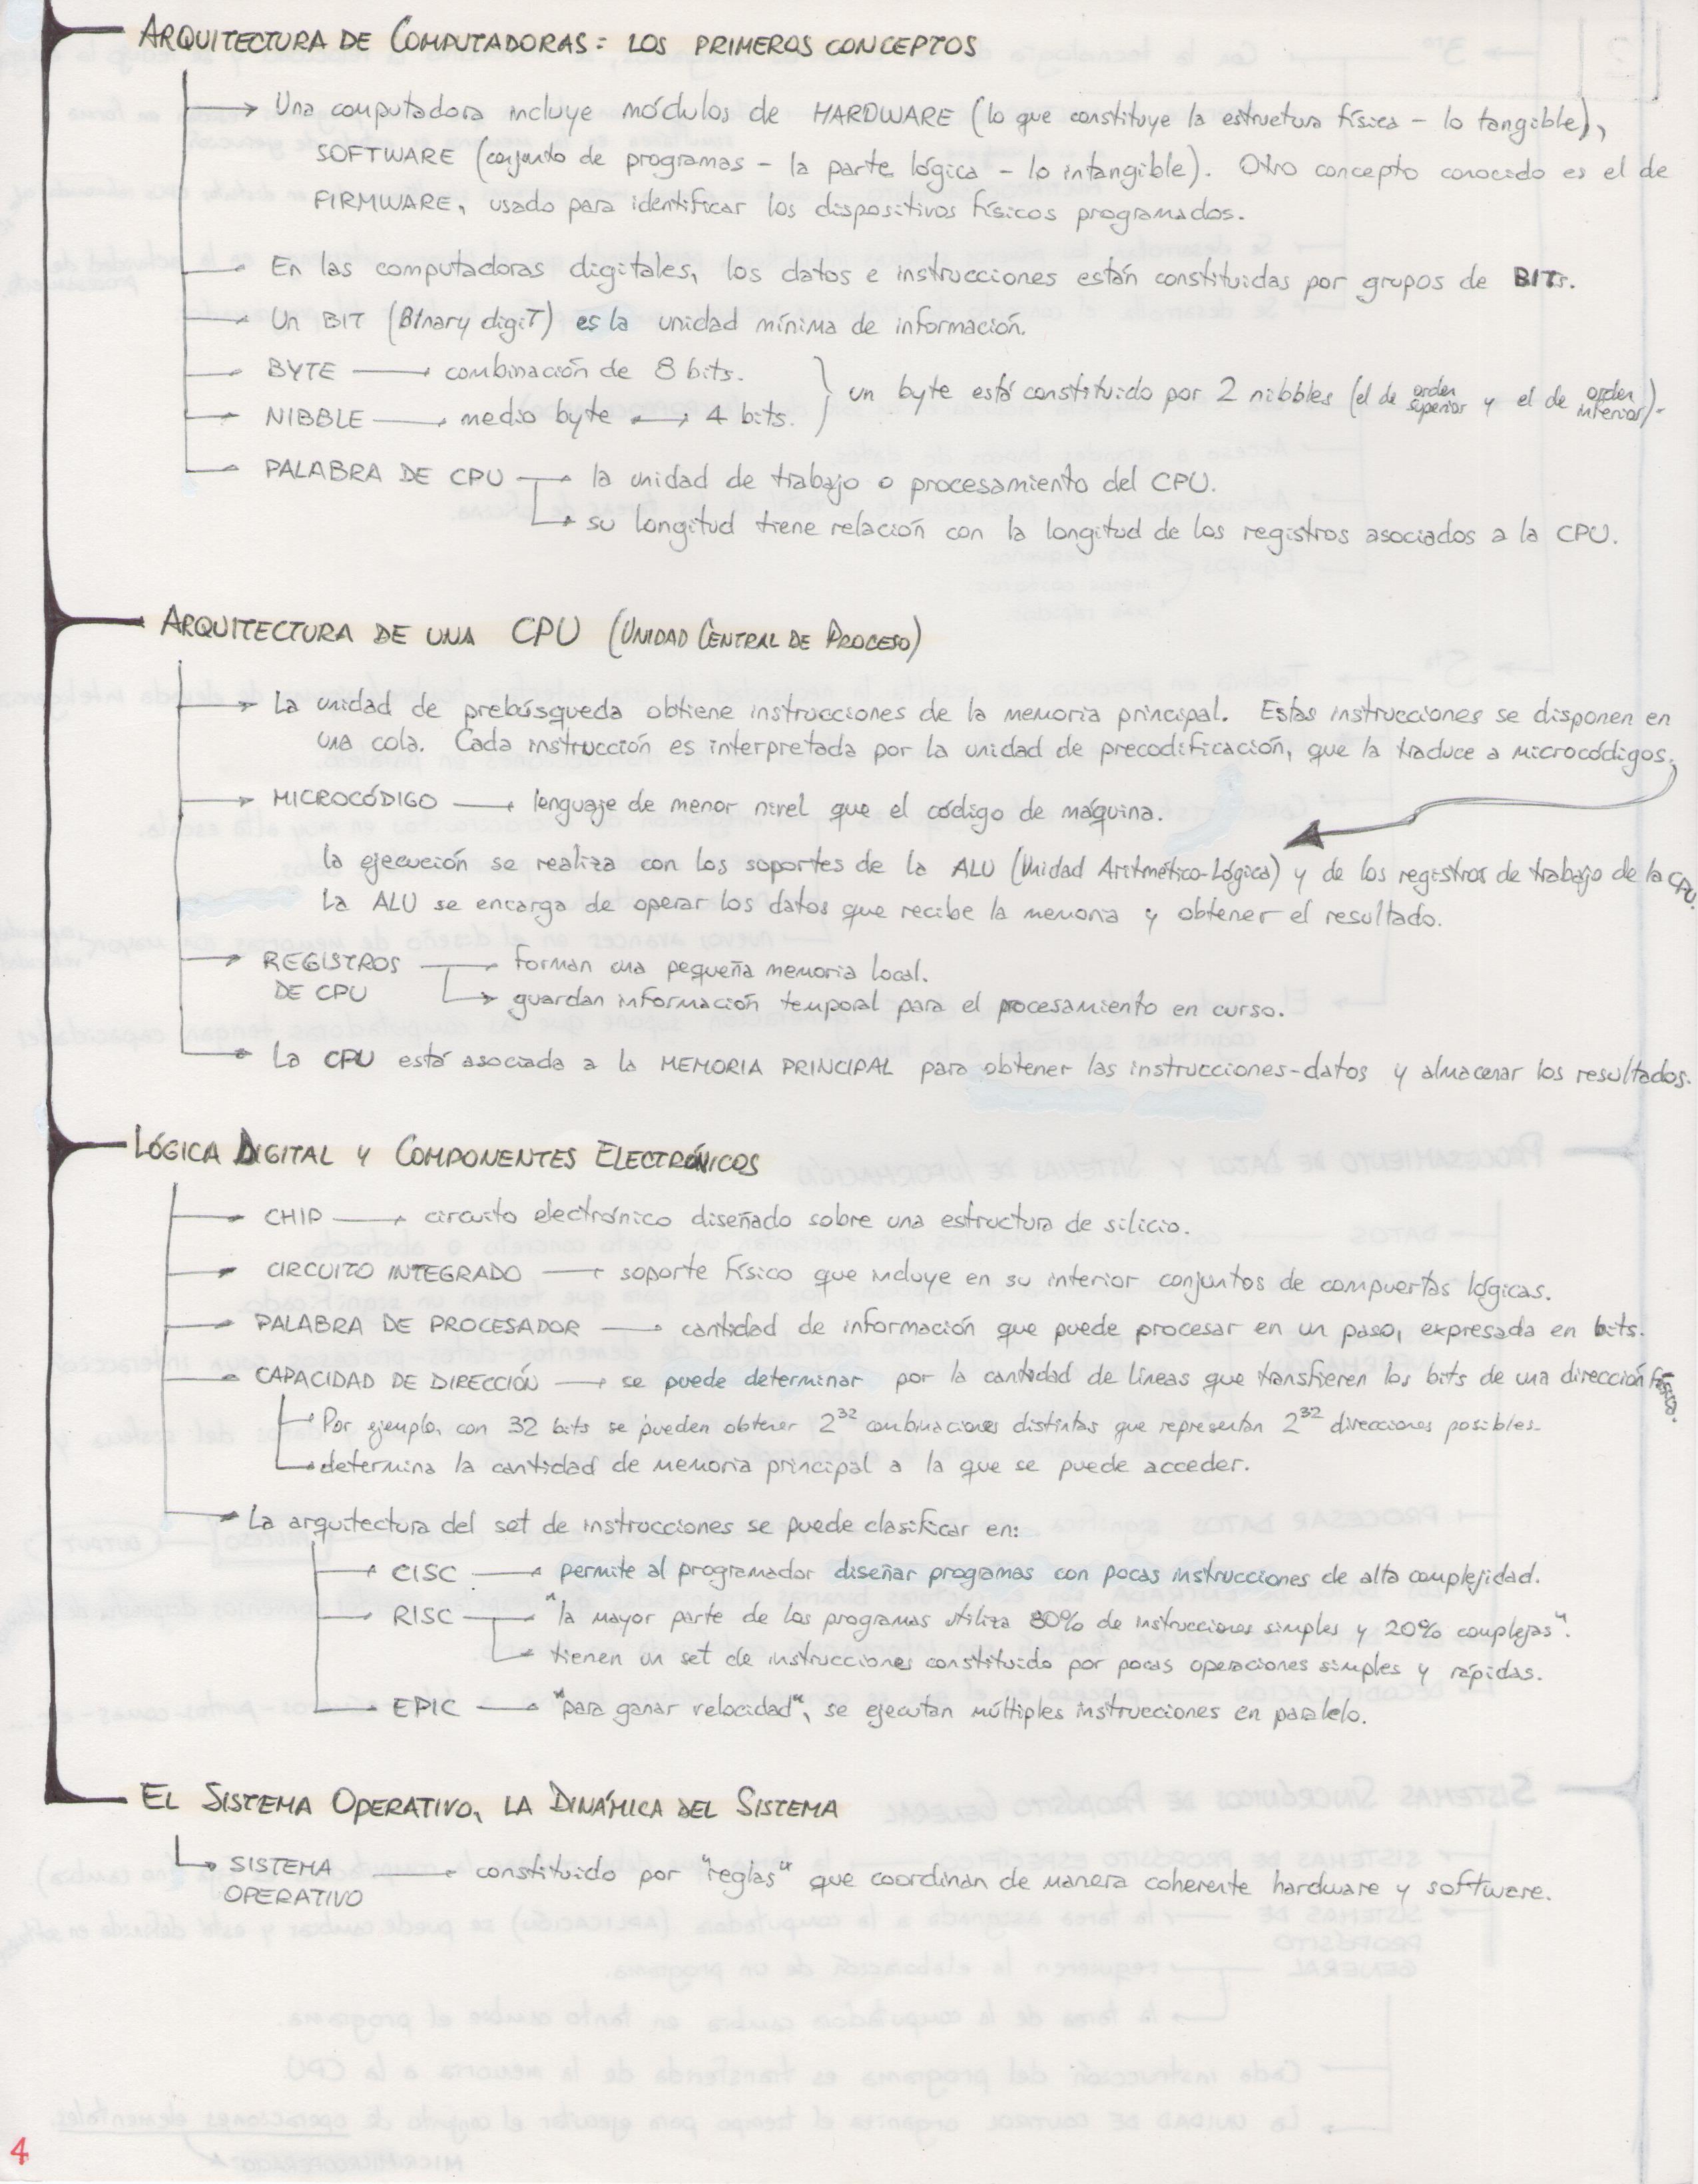 ARQUITECTURA DE COMPUTADORAS: LOS PRIMEROS CONCEPTOS
Una computadora incluye módulos de HARDWARE (lo que constituye la estructura física – lo tangible),
SOFTWARE (conjunto de programas – la parte lógica – lo intangible). Otro concepto conocido es el de
FIRMWARE, usado para identificar los dispositivos físicos programados.
En las computadoras digitales, los datos e instrucciones están constituidas por grupos de BITs.
Un BIT (BInary digiT) es la unidad mínima de información.
BYTE → combinación de 8 bits.
NIBBLE → medio byte → 4 bits.
un byte está constituido por 2 nibbles (el de orden superior y el de orden inferior).
PALABRA DE CPU → la unidad de trabajo o procesamiento del CPU.
→ su longitud tiene relación con la longitud de los registros asociados a la CPU.
ARQUITECTURA DE UNA CPU (UNIDAD CENTRAL DE PROCESO)
La unidad de prebúsqueda obtiene instrucciones de la memoria principal. Estas instrucciones se disponen en
una cola. Cada instrucción es interpretada por la unidad de precodificación, que la traduce a microcódigos.
MICROCÓDIGO → lenguaje de menor nivel que el código de máquina.
la ejecución se realiza con los soportes de la ALU (Unidad Aritmético-Lógica) y de los registros de trabajo de la CPU.
La ALU se encarga de operar los datos que recibe la memoria y obtener el resultado.
REGISTROS DE CPU → forman una pequeña memoria local.
→ guardan información temporal para el procesamiento en curso.
La CPU está asociada a la MEMORIA PRINCIPAL para obtener las instrucciones-datos y almacenar los resultados.
LÓGICA DIGITAL Y COMPONENTES ELECTRÓNICOS
CHIP → circuito electrónico diseñado sobre una estructura de silicio.
CIRCUITO INTEGRADO → soporte físico que incluye en su interior conjuntos de compuertas lógicas.
PALABRA DE PROCESADOR → cantidad de información que puede procesar en un paso, expresada en bits.
CAPACIDAD DE DIRECCIÓN → se puede determinar por la cantidad de líneas que transfieren los bits de una dirección física.
Por ejemplo, con 32 bits se pueden obtener 2³² combinaciones distintas que representan 2³² direcciones posibles.
determina la cantidad de memoria principal a la que se puede acceder.
La arquitectura del set de instrucciones se puede clasificar en:
CISC → permite al programador diseñar programas con pocas instrucciones de alta complejidad.
RISC → "la mayor parte de los programas utiliza 80% de instrucciones simples y 20% complejas".
→ tienen un set de instrucciones constituido por pocas operaciones simples y rápidas.
EPIC → "para ganar velocidad", se ejecutan múltiples instrucciones en paralelo.
EL SISTEMA OPERATIVO, LA DINÁMICA DEL SISTEMA
SISTEMA OPERATIVO → constituido por "reglas" que coordinan de manera coherente hardware y software.
4